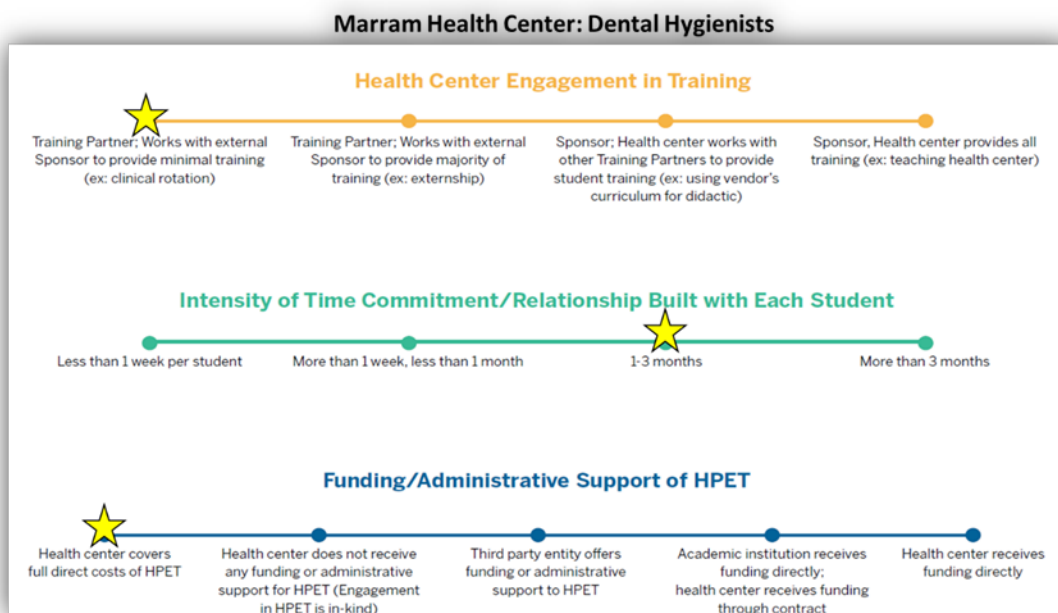 Marram Health Center: Dental Hygienists
Health Center Engagement in Training
Training Partner; Works with external
Sponsor to provide minimal training
(ex: clinical rotation)
Training Partner; Works with external
Sponsor to provide majority of
training (ex: externship)
Sponsor; Health center works with
other Training Partners to provide
student training (ex: using vendor's
curriculum for didactic)
Sponsor, Health center provides all
training (ex: teaching health center)
Intensity of Time Commitment/Relationship Built with Each Student
Less than 1 week per student
More than 1 week, less than 1 month
1-3 months
More than 3 months
Funding/Administrative Support of HPET
Health center covers
full direct costs of HPET
Health center does not receive
any funding or administrative
support for HPET (Engagement
in HPET is in-kind)
Third party entity offers
funding or administrative
support to HPET
Academic institution receives
funding directly;
health center receives funding
through contract
Health center receives
funding directly